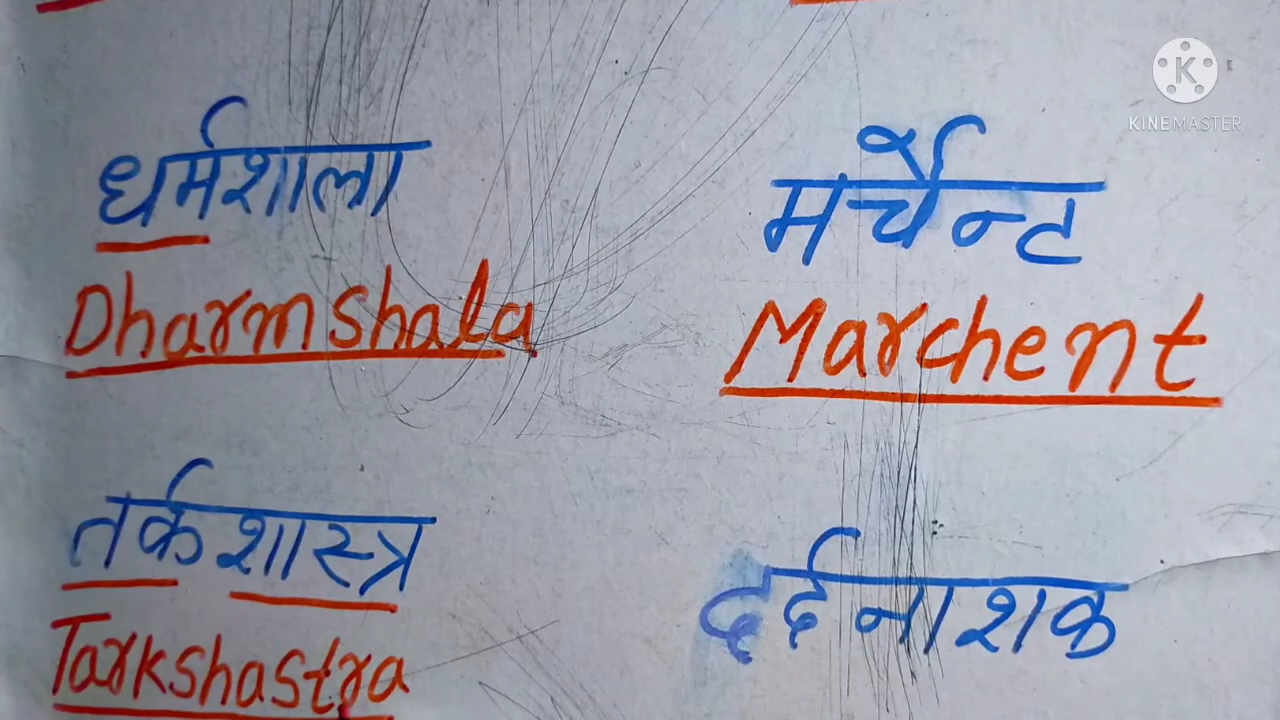 KINEMASTER
धर्मशाला
मर्चेन्ट
Dharmshala
Marchent
तर्कशास्त्र
दर्दनाशक
Tarkshastra